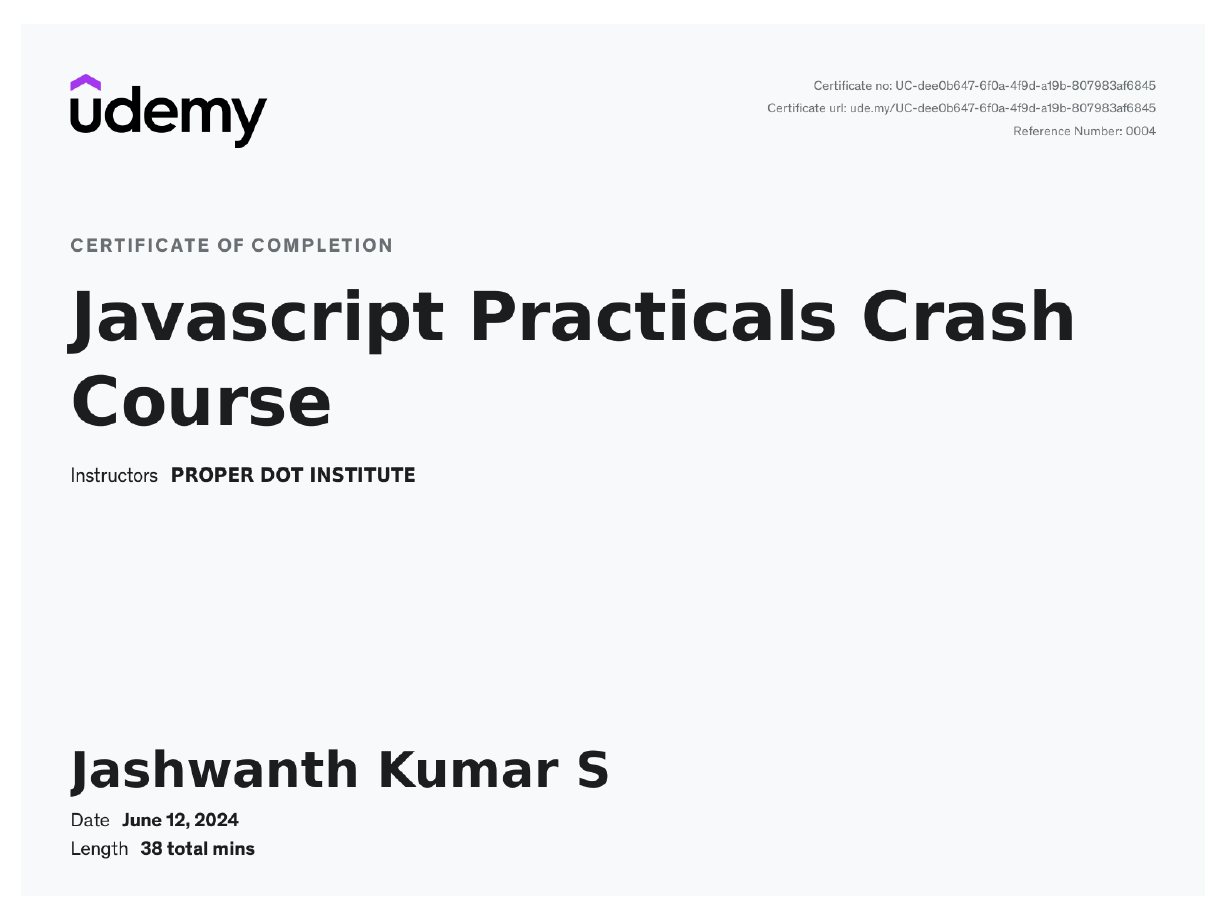 udemy
Certificate no: UC-dee0b647-6f0a-4f9d-a19b-807983af6845
Certificate url: ude.my/UC-dee0b647-6f0a-4f9d-a19b-807983af6845
Reference Number: 0004
CERTIFICATE OF COMPLETION
Javascript Practicals Crash
Course
Instructors PROPER DOT INSTITUTE
Jashwanth Kumar S
Date June 12, 2024
Length 38 total mins